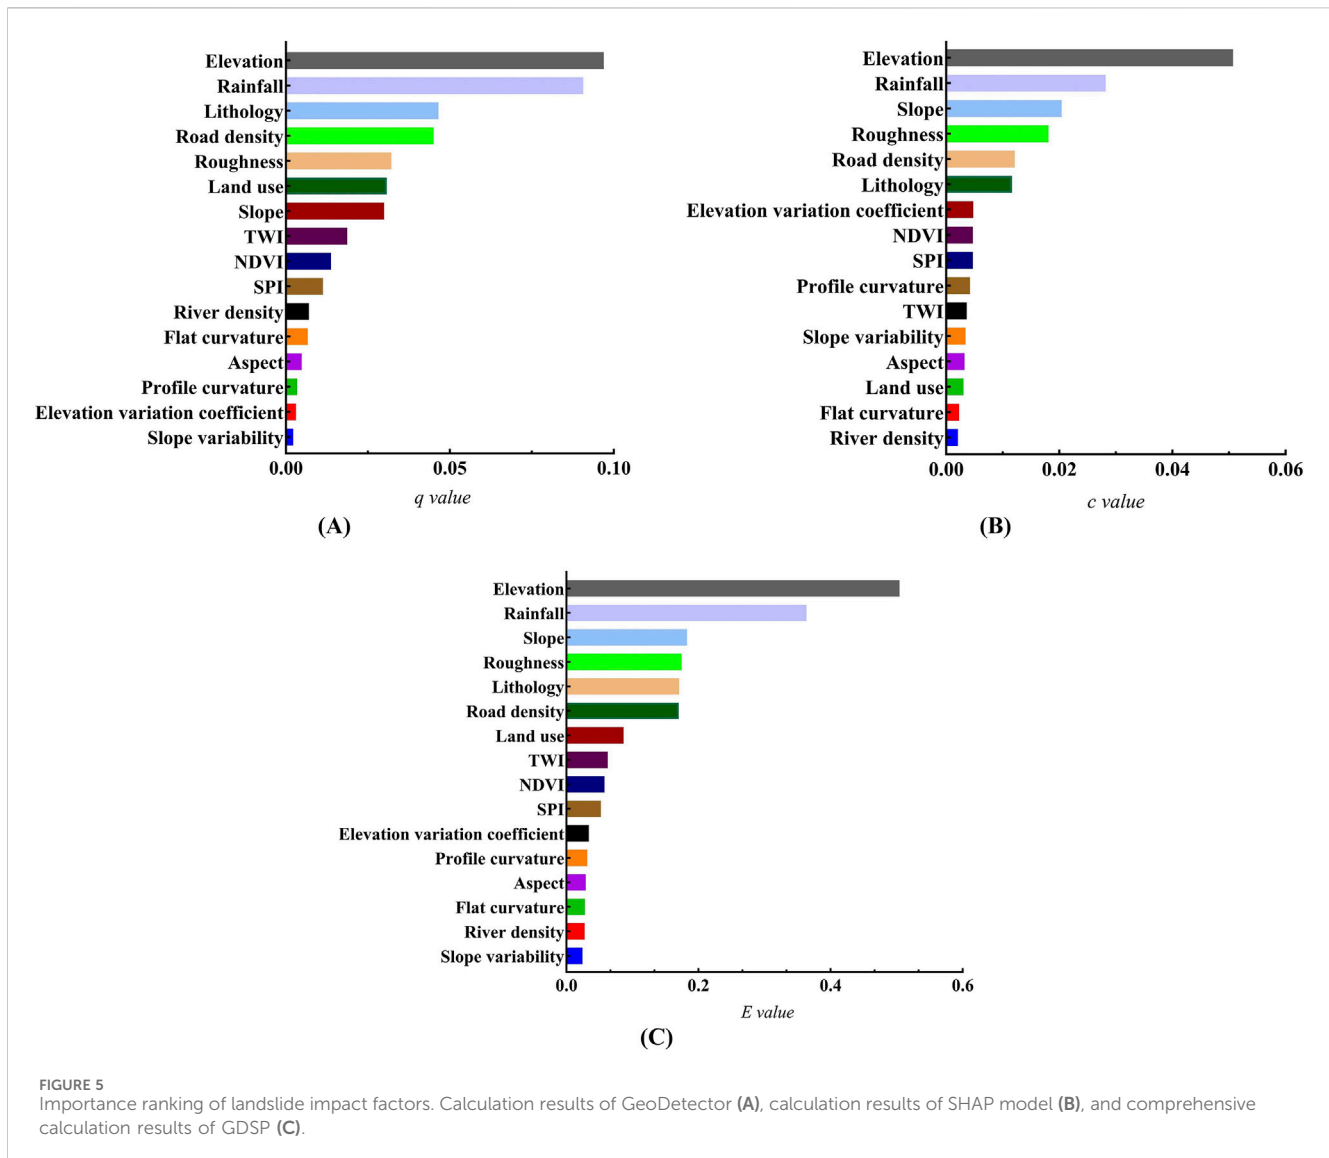 Elevation
Rainfall
Lithology
Road density
Roughness
Land use
Slope
TWI
NDVI
SPI
River density
Flat curvature
Aspect
Profile curvature
Elevation variation coefficient
Slope variability
0.00 0.05 0.10
q value
(A)
Elevation
Rainfall
Slope
Roughness
Road density
Lithology
Elevation variation coefficient
NDVI
SPI
Profile curvature
TWI
Slope variability
Aspect
Land use
Flat curvature
River density
0.00 0.02 0.04 0.06
c value
(B)
Elevation
Rainfall
Slope
Roughness
Lithology
Road density
Land use
TWI
NDVI
SPI
Elevation variation coefficient
Profile curvature
Aspect
Flat curvature
River density
Slope variability
0.0 0.2 0.4 0.6
E value
(C)
FIGURE 5
Importance ranking of landslide impact factors. Calculation results of GeoDetector (A), calculation results of SHAP model (B), and comprehensive
calculation results of GDSP (C).